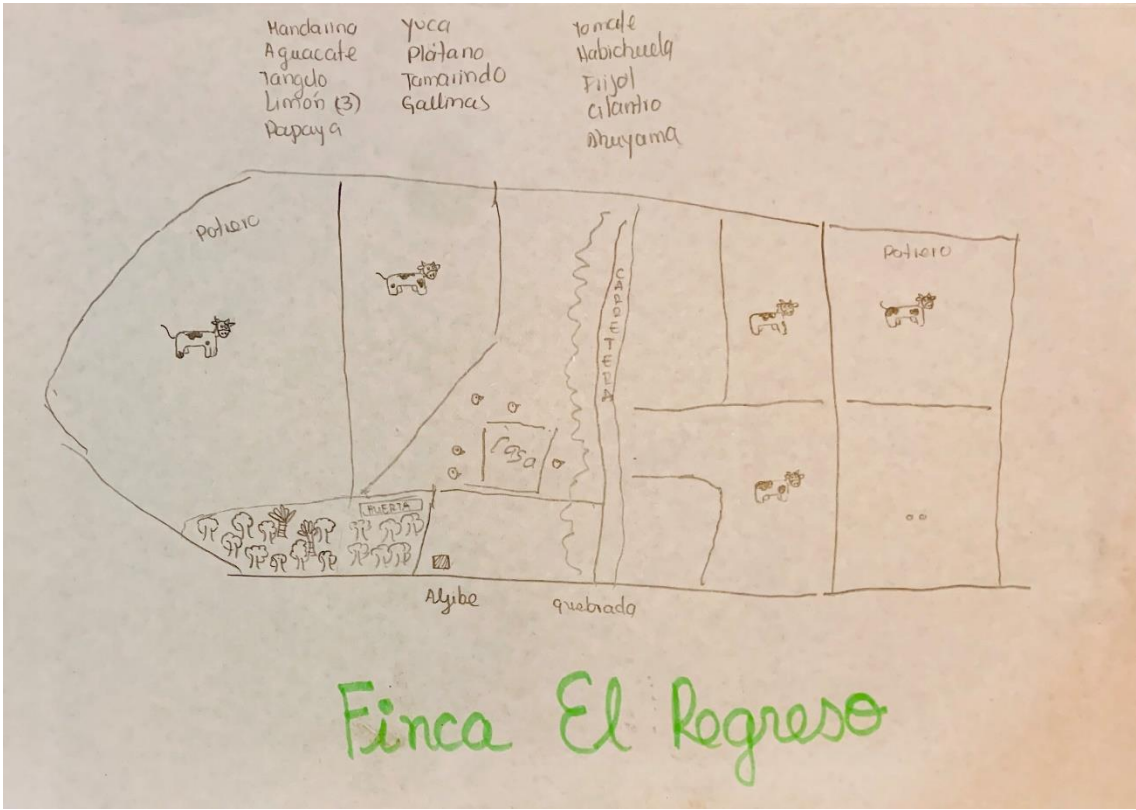 Mandarino
Aguacate
Tangelo
Limón (3)
Papaya
Yuca
Plátano
Tamarindo
Gallinas
Tomate
Habichuela
Frijol
Cilantro
Ahuyama
Potrero
Potrero
CARRETERA
Casa
HUERTA
Aljibe
quebrada
Finca El Regreso